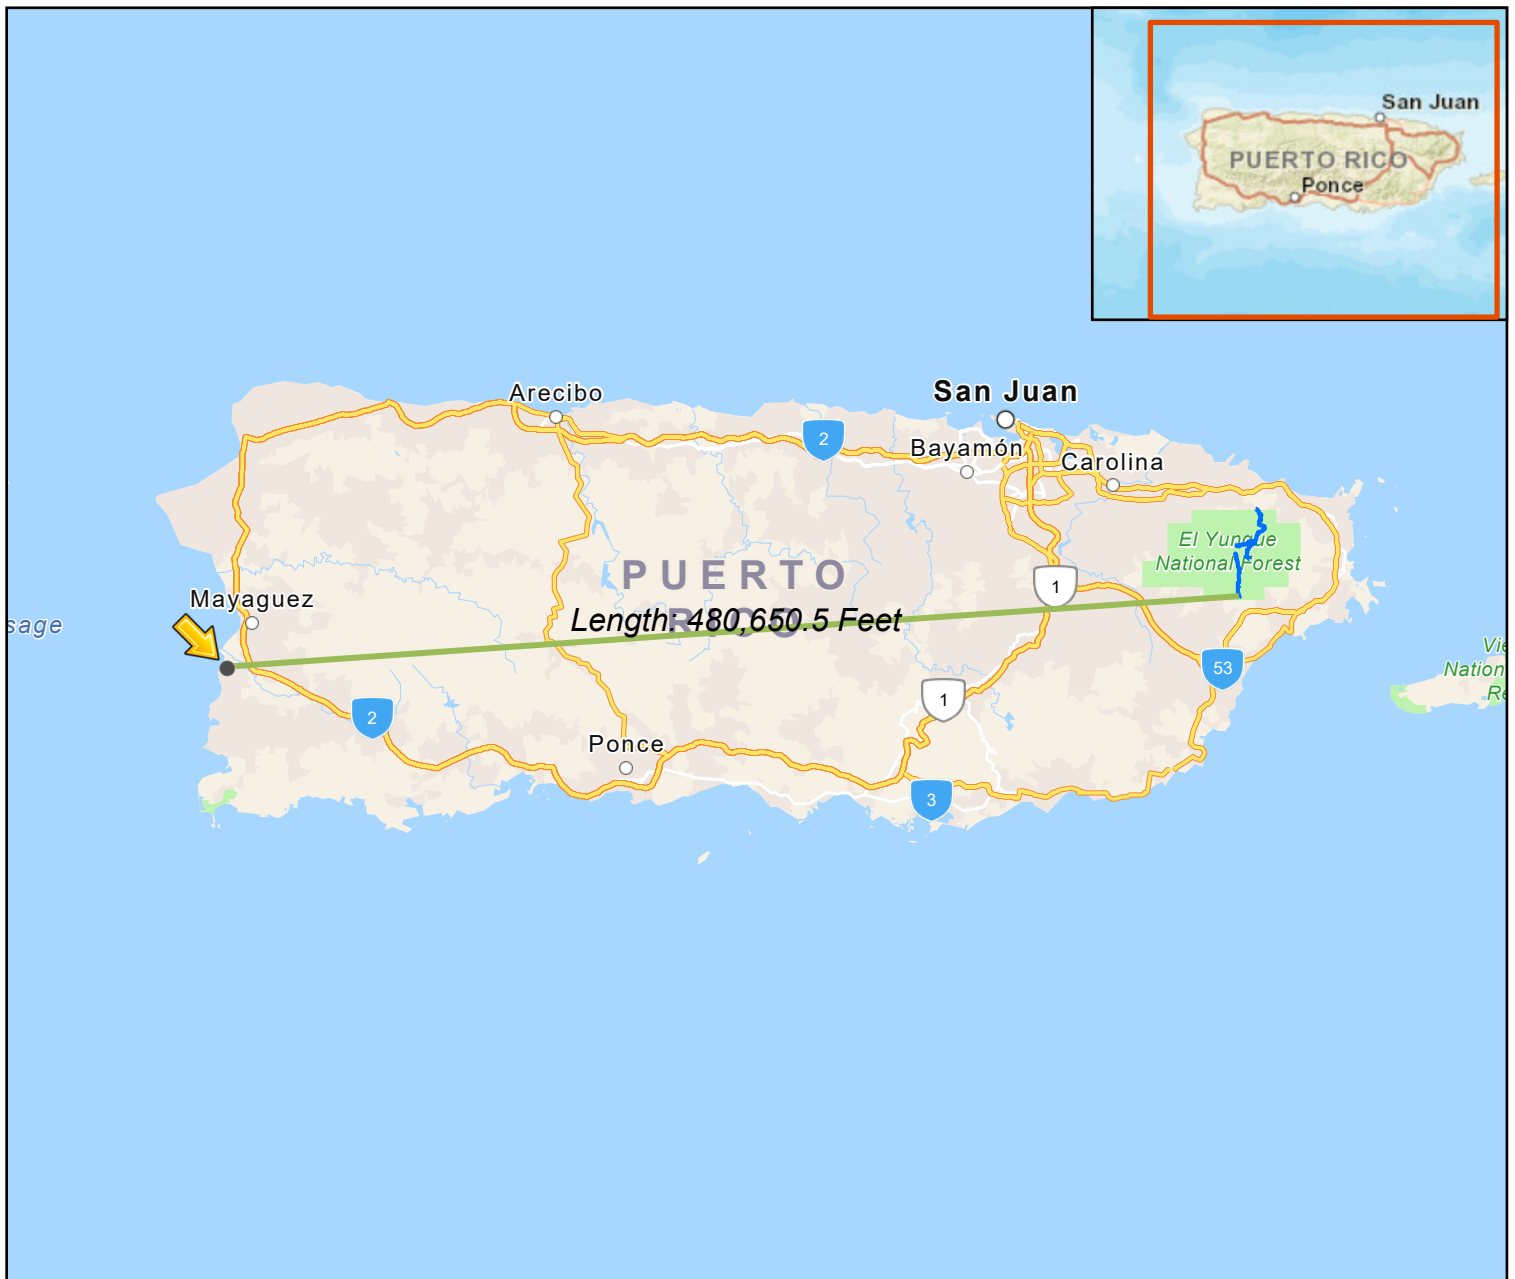 San Juan
PUERTO RICO
Ponce
Arecibo
San Juan
2
Bayamón
Carolina
El Yunque
National Forest
PUERTO
RICO
1
Mayaguez
Length: 480,650.5 Feet
sage
Vie
Nation
Re
53
1
2
Ponce
3